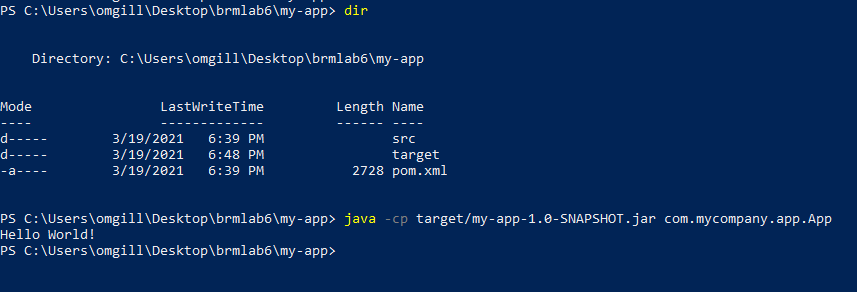 PS C:\Users\omgill\Desktop\brmlab6\my-app> dir
Directory: C:\Users\omgill\Desktop\brmlab6\my-app
Mode                LastWriteTime         Length Name
----                -------------         ------ ----
d-----        3/19/2021   6:39 PM                src
d-----        3/19/2021   6:48 PM                target
-a----        3/19/2021   6:39 PM           2728 pom.xml
PS C:\Users\omgill\Desktop\brmlab6\my-app> java -cp target/my-app-1.0-SNAPSHOT.jar com.mycompany.app.App
Hello World!
PS C:\Users\omgill\Desktop\brmlab6\my-app>